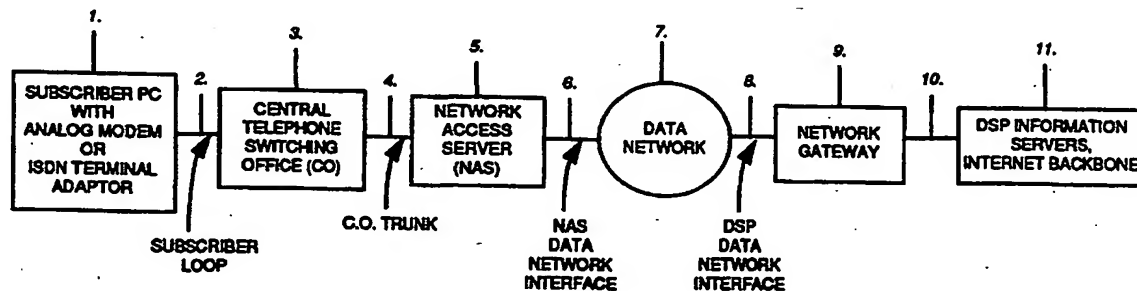 1.
2.
3.
4.
5.
6.
7.
8.
9.
10.
11.
SUBSCRIBER PC
WITH
ANALOG MODEM
OR
ISDN TERMINAL
ADAPTOR
SUBSCRIBER
LOOP
CENTRAL
TELEPHONE
SWITCHING
OFFICE (CO)
C.O. TRUNK
NETWORK
ACCESS
SERVER
(NAS)
NAS
DATA
NETWORK
INTERFACE
DATA
NETWORK
DSP
DATA
NETWORK
INTERFACE
NETWORK
GATEWAY
DSP INFORMATION
SERVERS,
INTERNET BACKBONE